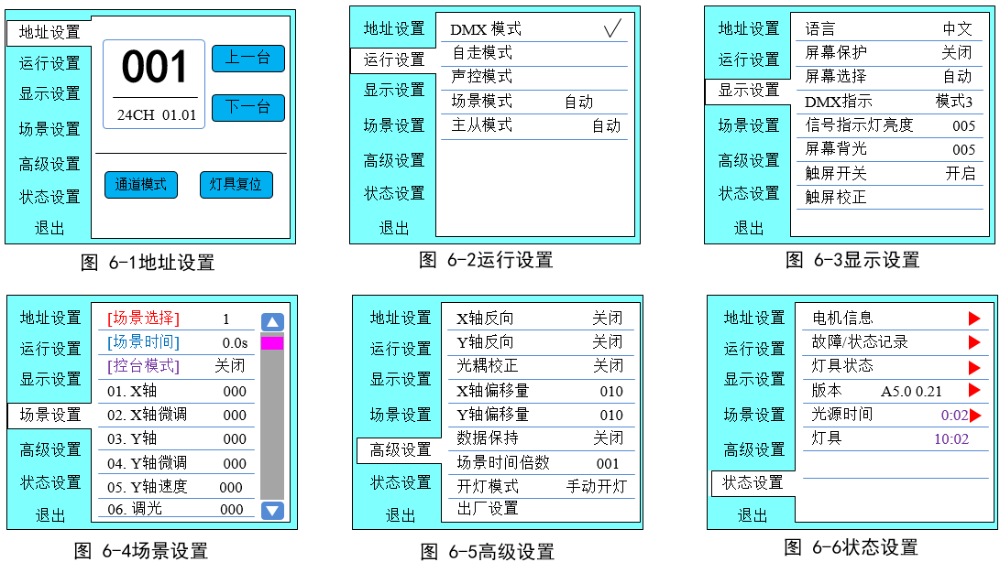 地址设置
运行设置
显示设置
场景设置
高级设置
状态设置
退出
001
24CH 01.01
上一台
下一台
通道模式
灯具复位
图 6-1地址设置
地址设置
运行设置
显示设置
场景设置
高级设置
状态设置
退出
DMX 模式
自走模式
声控模式
场景模式 自动
主从模式 自动
图 6-2运行设置
地址设置
运行设置
显示设置
场景设置
高级设置
状态设置
退出
语言 中文
屏幕保护 关闭
屏幕选择 自动
DMX指示 模式3
信号指示灯亮度 005
屏幕背光 005
触屏开关 开启
触屏校正
图 6-3显示设置
地址设置
运行设置
显示设置
场景设置
高级设置
状态设置
退出
[场景选择] 1
[场景时间] 0.0s
[控台模式] 关闭
01. X轴 000
02. X轴微调 000
03. Y轴 000
04. Y轴微调 000
05. Y轴速度 000
06. 调光 000
图 6-4场景设置
地址设置
运行设置
显示设置
场景设置
高级设置
状态设置
退出
X轴反向 关闭
Y轴反向 关闭
光耦校正 关闭
X轴偏移量 010
Y轴偏移量 010
数据保持 关闭
场景时间倍数 001
开灯模式 手动开灯
出厂设置
图 6-5高级设置
地址设置
运行设置
显示设置
场景设置
高级设置
状态设置
退出
电机信息
故障/状态记录
灯具状态
版本 A5.0 0.21
光源时间 0:02
灯具 10:02
图 6-6状态设置